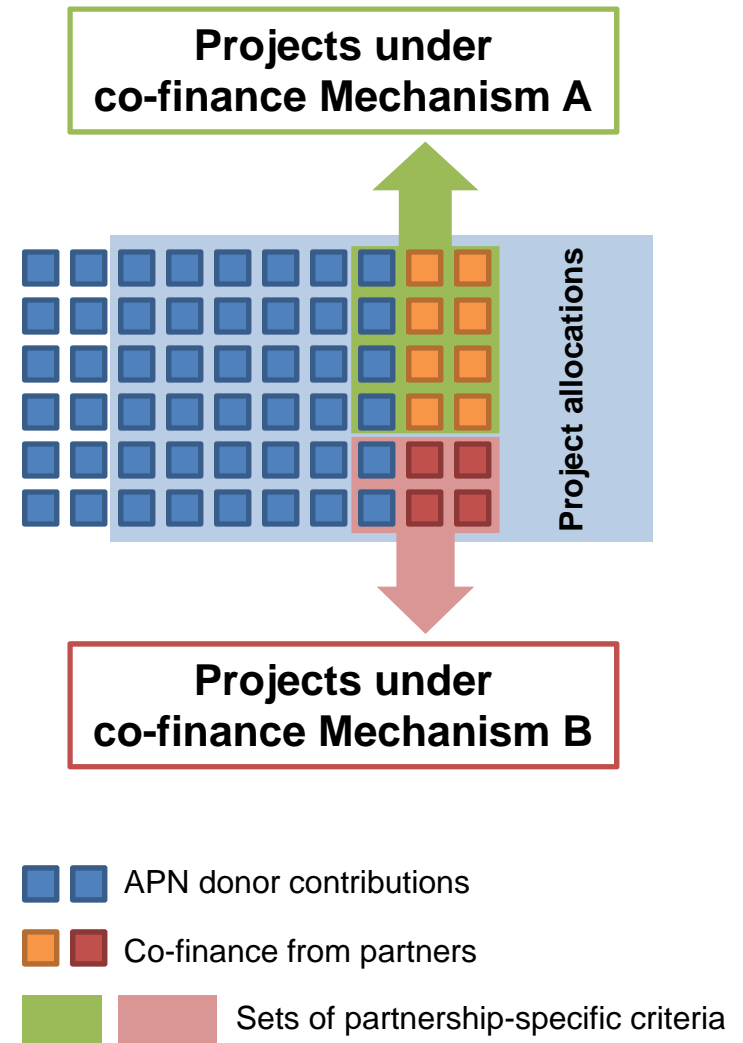 Projects under
co-finance Mechanism A
Project allocations
Projects under
co-finance Mechanism B
APN donor contributions
Co-finance from partners
Sets of partnership-specific criteria